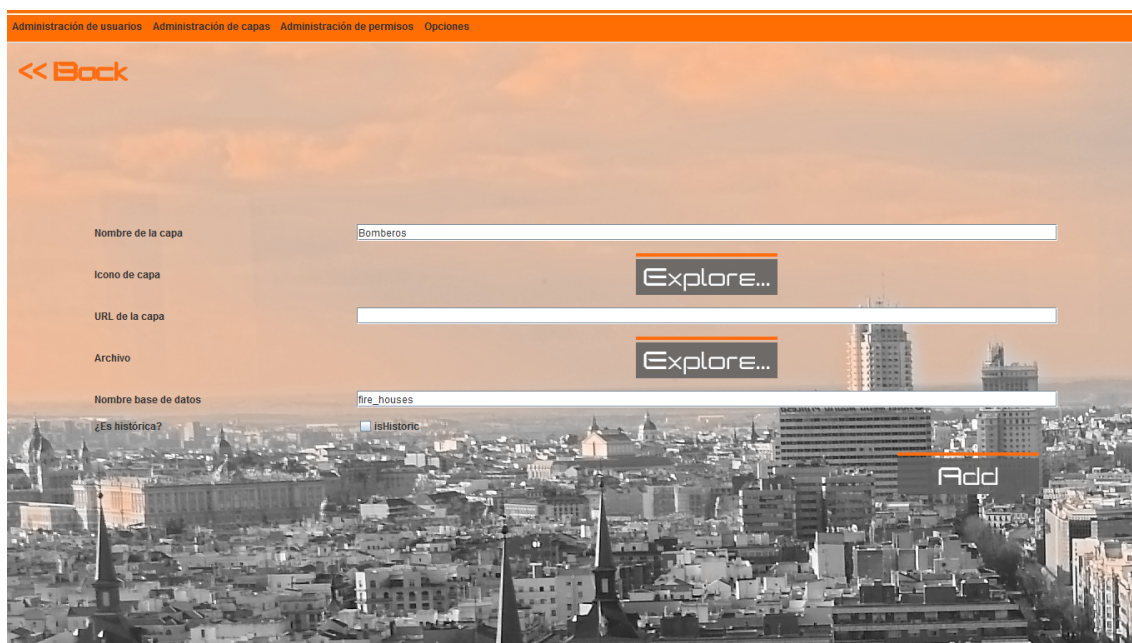 Administración de usuarios Administración de capas Administración de permisos Opciones
<< Back
Nombre de la capa Bomberos
Icono de capa Explore...
URL de la capa
Archivo Explore...
Nombre base de datos fire_houses
¿Es histórica? isHistoric
Add